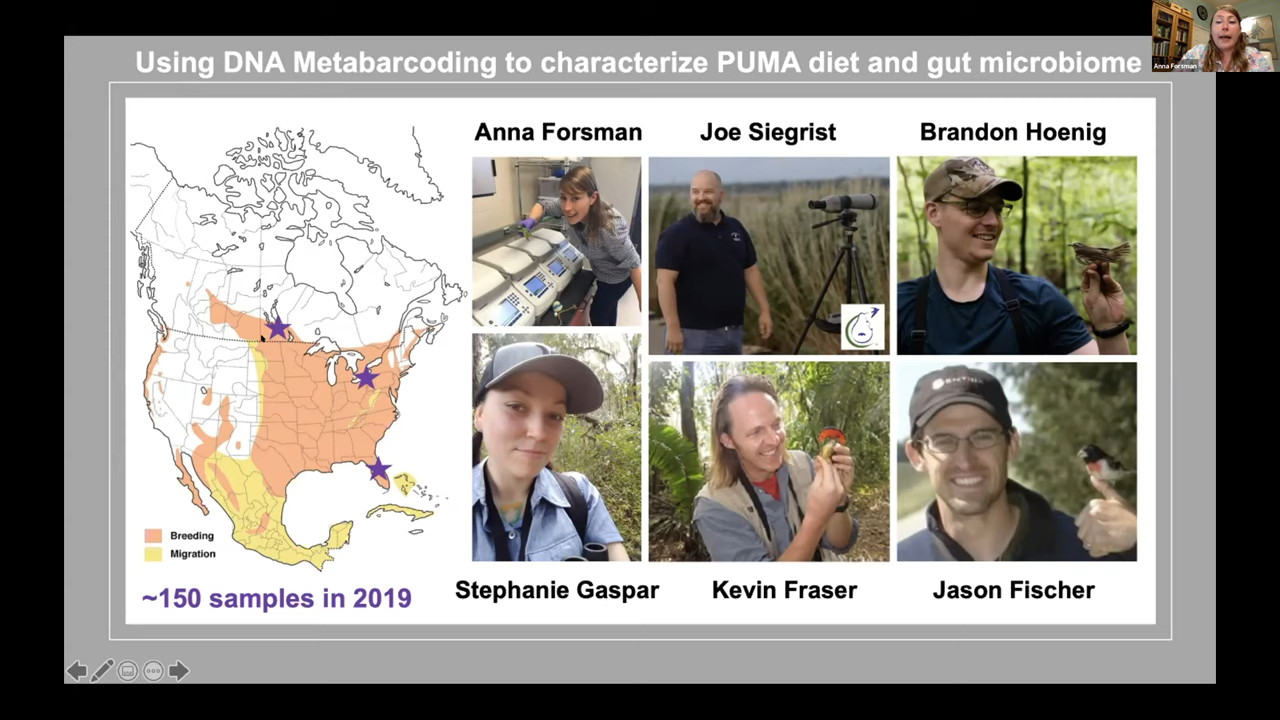 Using DNA Metabarcoding to characterize PUMA diet and gut microbiome
Anna Forsman
Anna Forsman
Joe Siegrist
Brandon Hoenig
Breeding
Migration
~150 samples in 2019
Stephanie Gaspar
Kevin Fraser
Jason Fischer